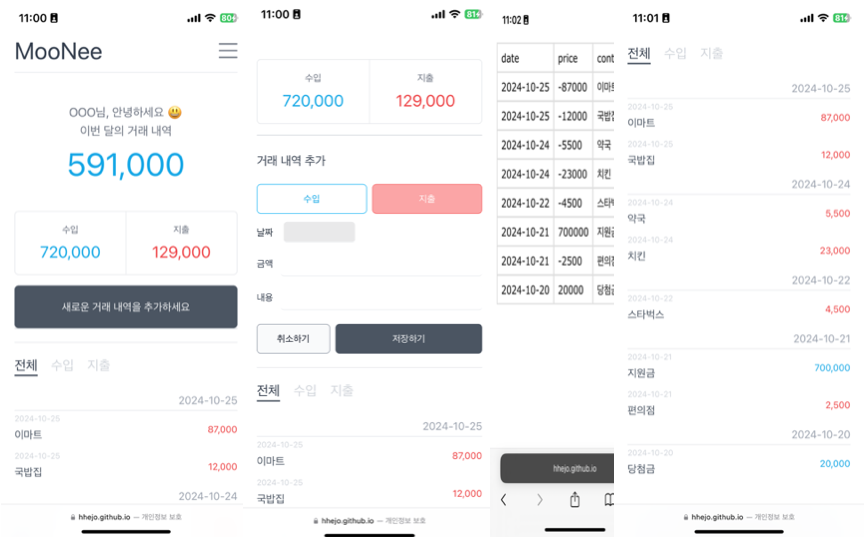 11:00
80
MooNee
OOO님, 안녕하세요 😃
이번 달의 거래 내역
591,000
수입
지출
720,000
129,000
새로운 거래 내역을 추가하세요
전체 수입 지출
2024-10-25
2024-10-25
이마트
87,000
2024-10-25
국밥집
12,000
2024-10-24
hhejo.github.io — 개인정보 보호
11:00
81
수입
지출
720,000
129,000
거래 내역 추가
수입
지출
날짜
금액
내용
취소하기
저장하기
전체 수입 지출
2024-10-25
2024-10-25
이마트
87,000
2024-10-25
국밥집
12,000
hhejo.github.io — 개인정보 보호
11:02
date price cont
2024-10-25 -87000 이마트
2024-10-25 -12000 국밥집
2024-10-24 -5500 약국
2024-10-24 -23000 치킨
2024-10-22 -4500 스타벅
2024-10-21 700000 지원금
2024-10-21 -2500 편의점
2024-10-20 20000 당첨금
hhejo.github.io
11:01
81
전체 수입 지출
2024-10-25
2024-10-25
이마트
87,000
2024-10-25
국밥집
12,000
2024-10-24
2024-10-24
약국
5,500
2024-10-24
치킨
23,000
2024-10-22
2024-10-22
스타벅스
4,500
2024-10-21
2024-10-21
지원금
700,000
2024-10-21
편의점
2,500
2024-10-20
2024-10-20
당첨금
20,000
hhejo.github.io — 개인정보 보호